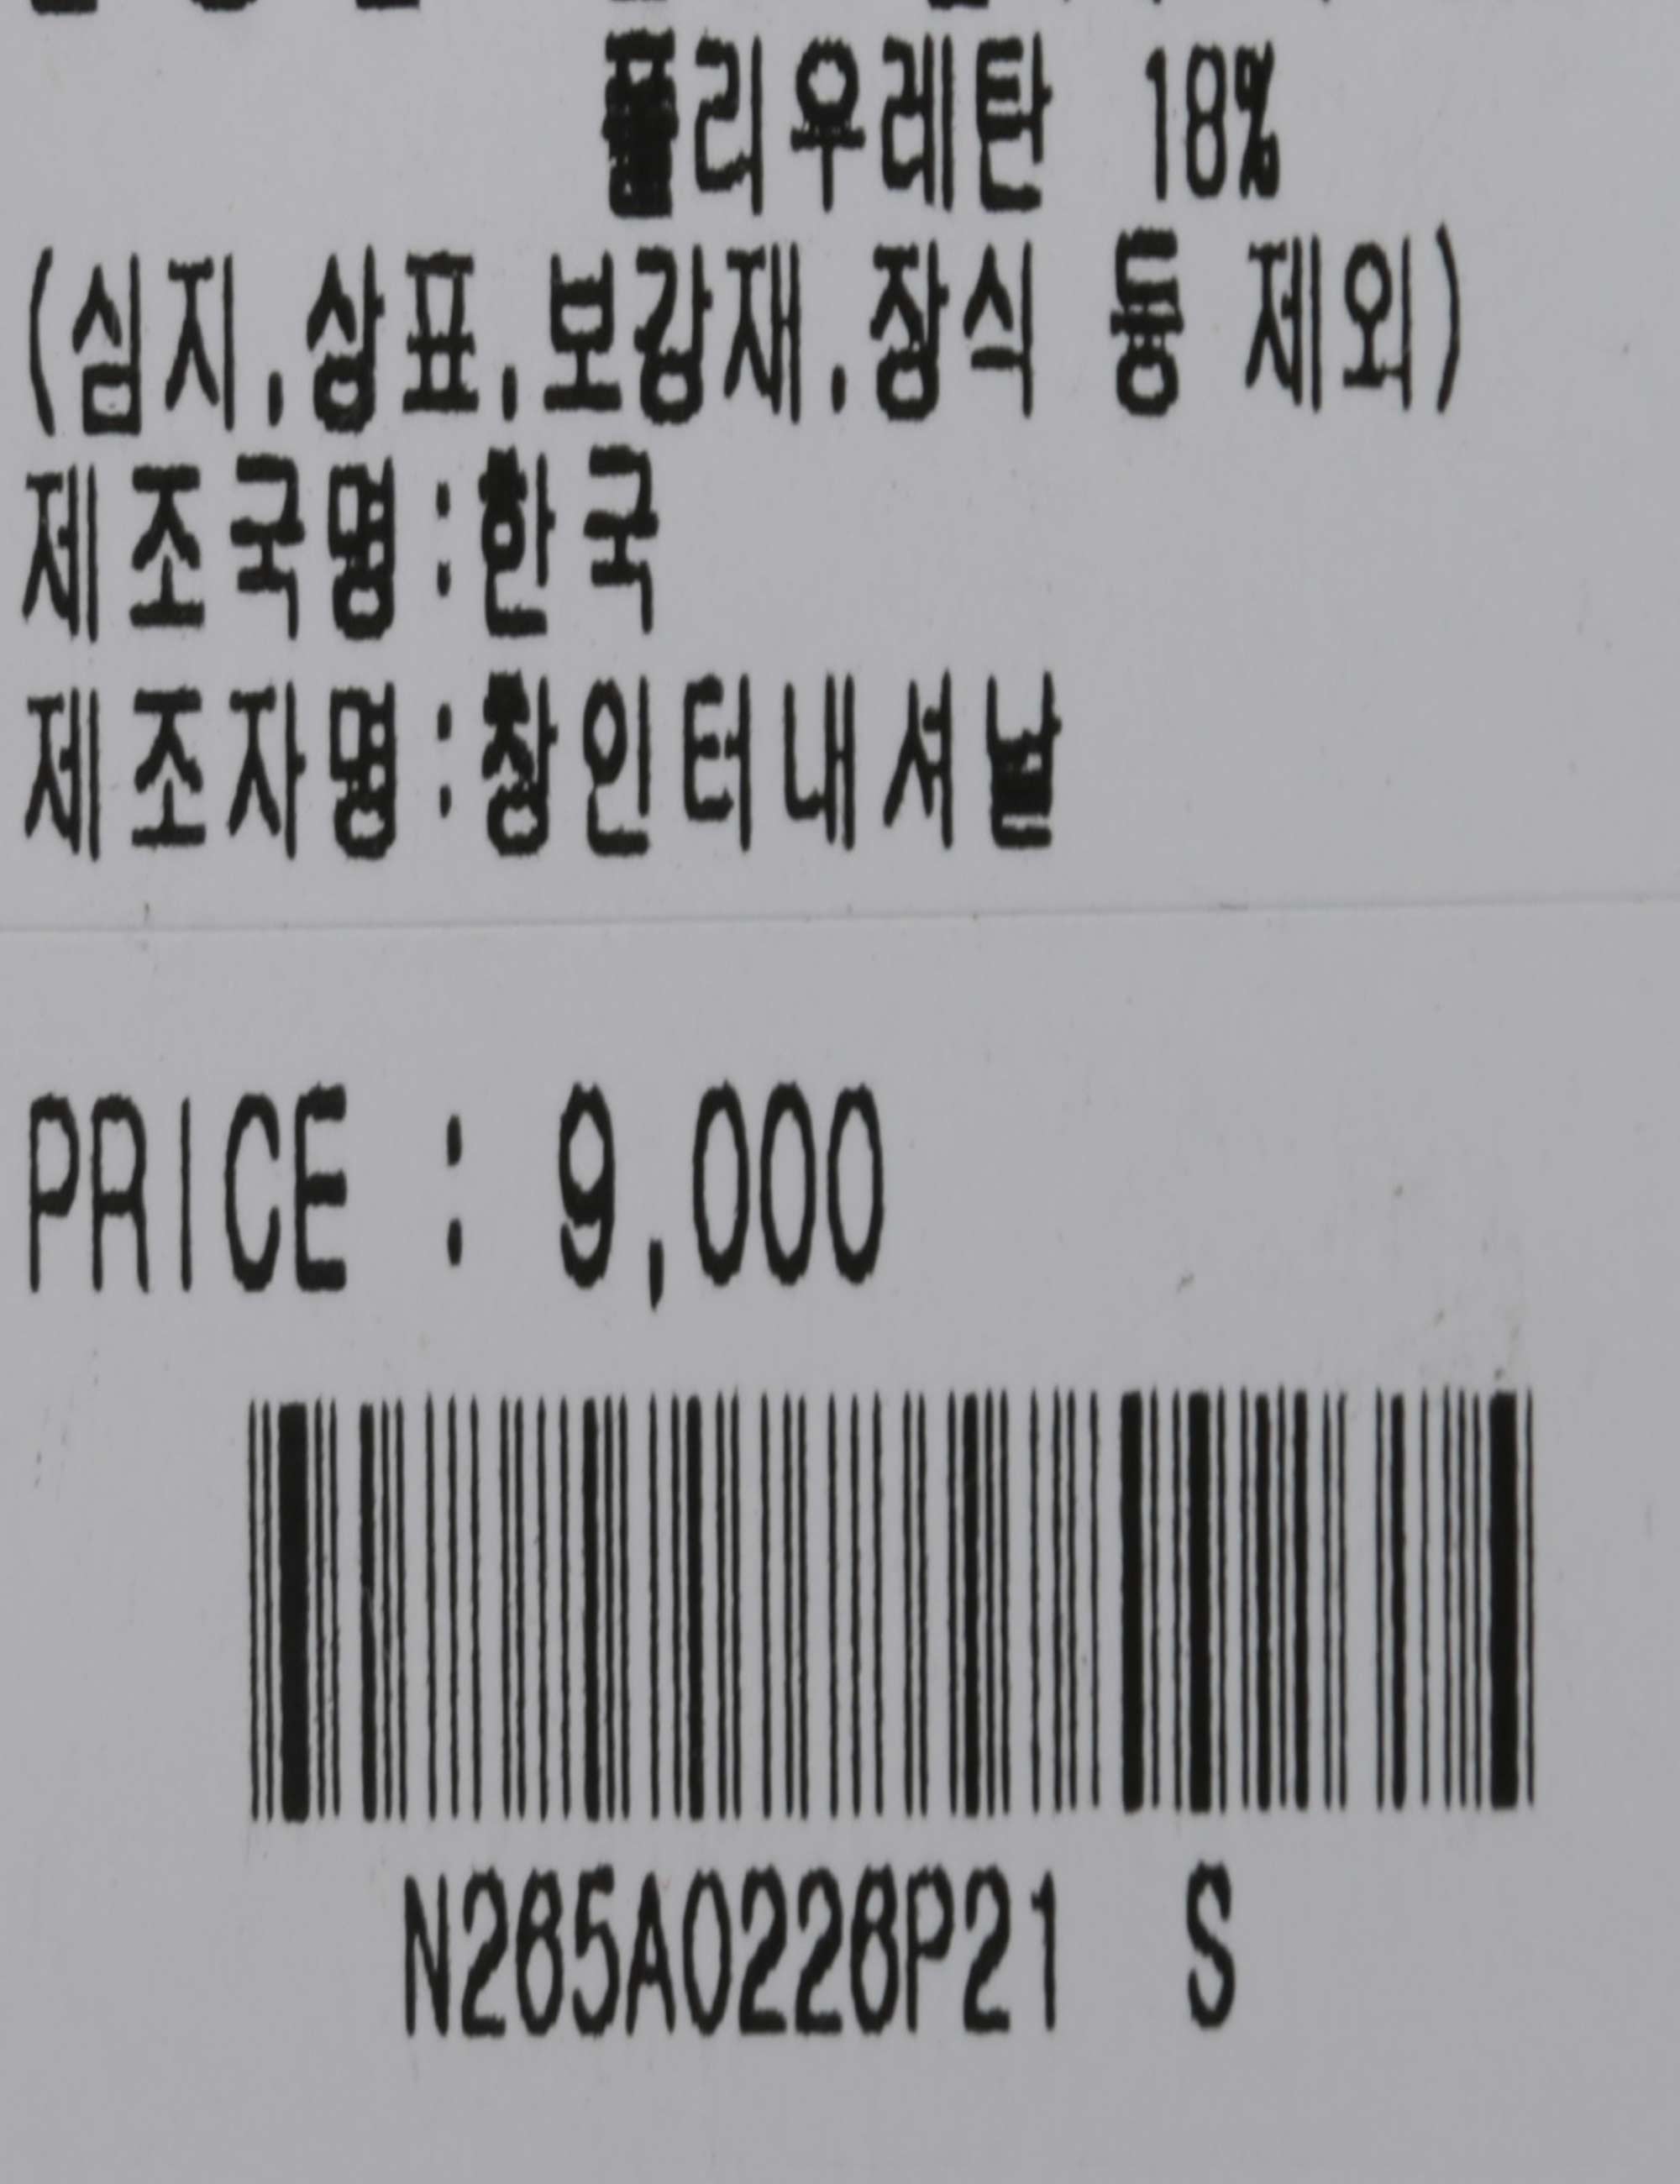 폴리우레탄 18%
(심지.상표.보강재.장식 등 제외)
제조국명:한국
제조자명:창인터내셔날
PRICE : 9,000
N265A0226P21 S